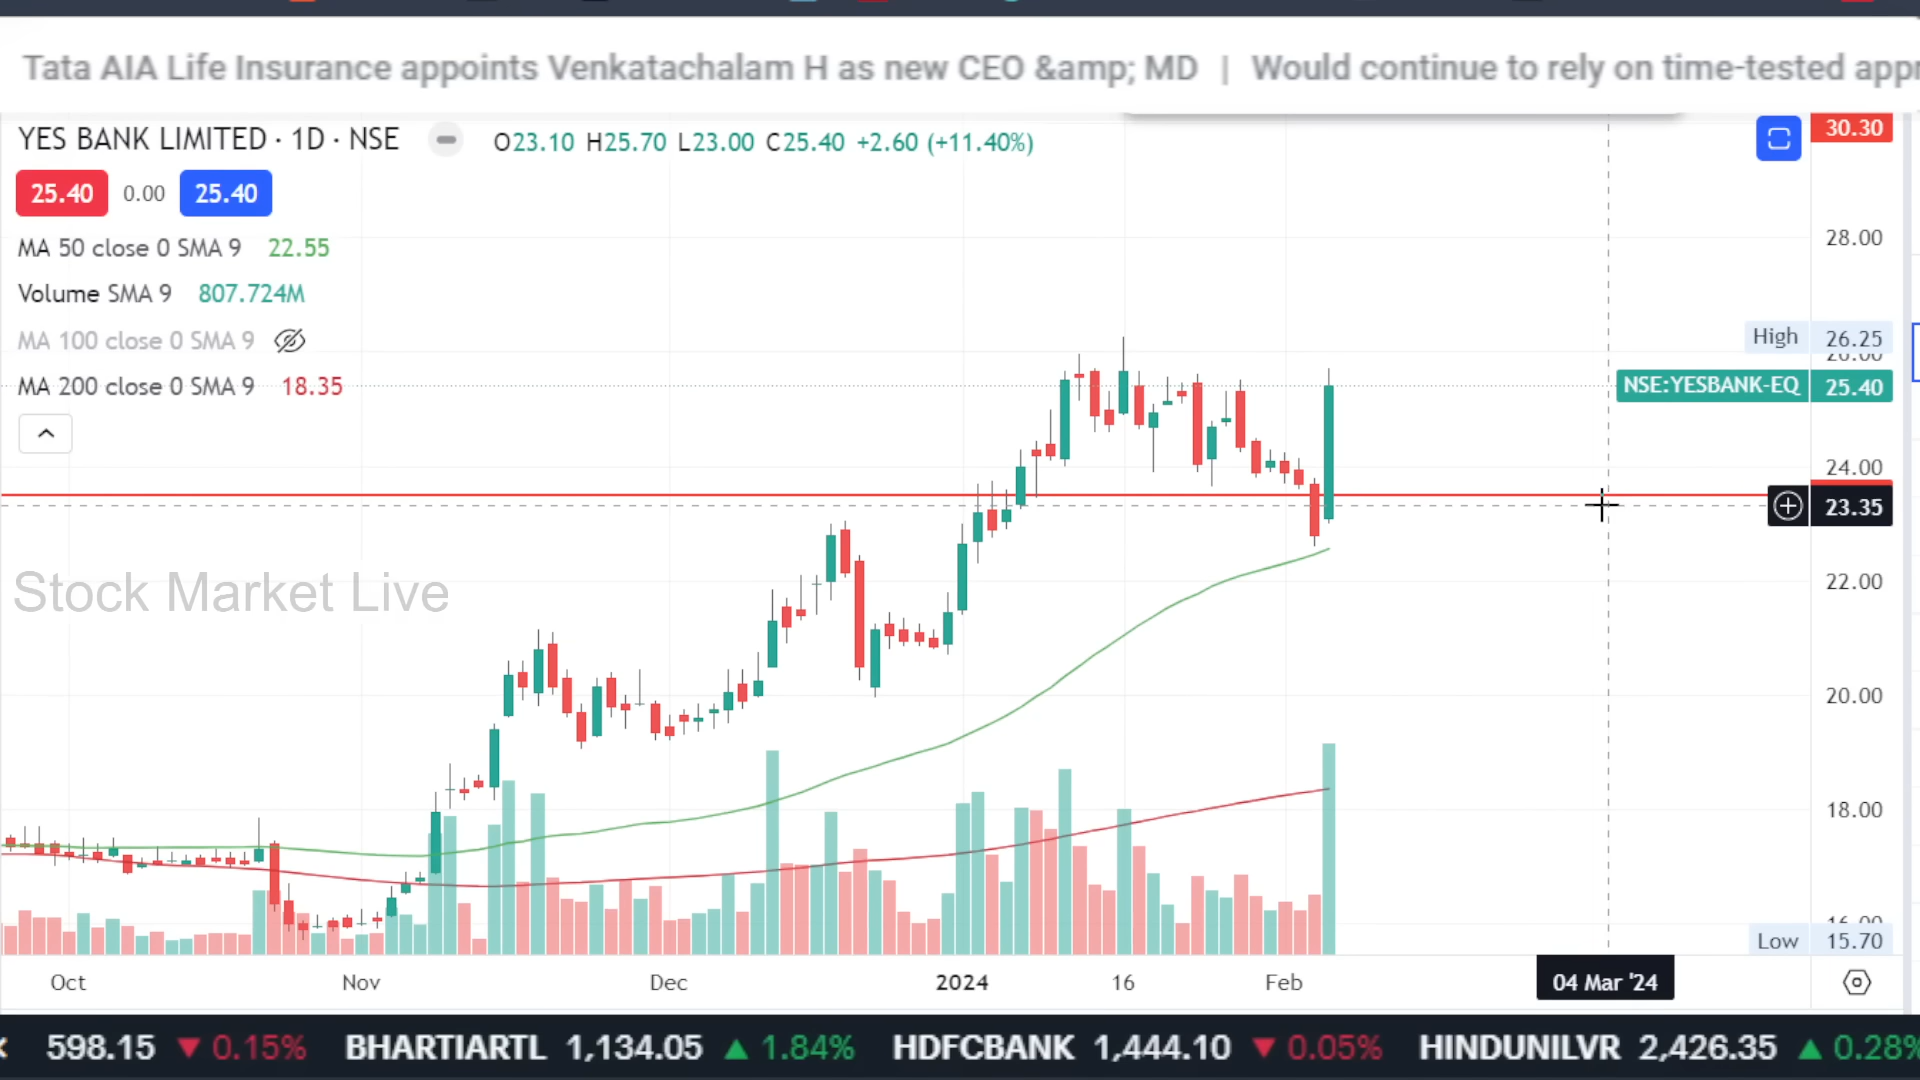 Tata AIA Life Insurance appoints Venkatachalam H as new CEO &amp; MD | Would continue to rely on time-tested
YES BANK LIMITED · 1D · NSE O23.10 H25.70 L23.00 C25.40 +2.60 (+11.40%)
30.30
25.40 0.00 25.40
MA 50 close 0 SMA 9 22.55
28.00
Volume SMA 9 807.724M
MA 100 close 0 SMA 9
High 26.25
26.00
MA 200 close 0 SMA 9 18.35
NSE:YESBANK-EQ 25.40
24.00
23.35
22.00
Stock Market Live
20.00
18.00
16.00
Low 15.70
Oct Nov Dec 2024 16 Feb 04 Mar '24
598.15 ▼ 0.15% BHARTIARTL 1,134.05 ▲ 1.84% HDFCBANK 1,444.10 ▼ 0.05% HINDUNILVR 2,426.35 ▲ 0.28%